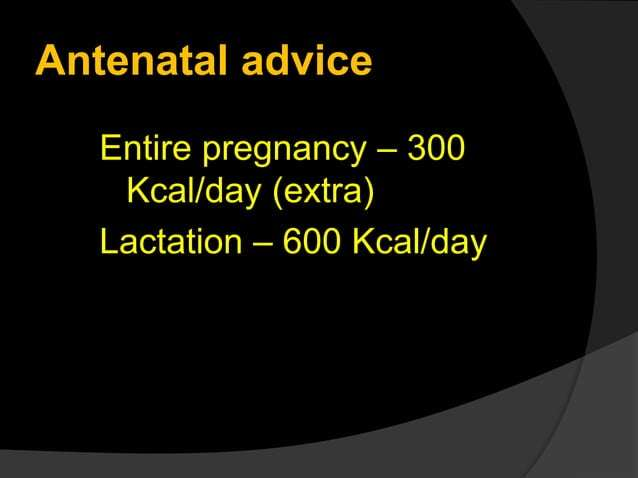 Antenatal advice
Entire pregnancy – 300
Kcal/day (extra)
Lactation – 600 Kcal/day